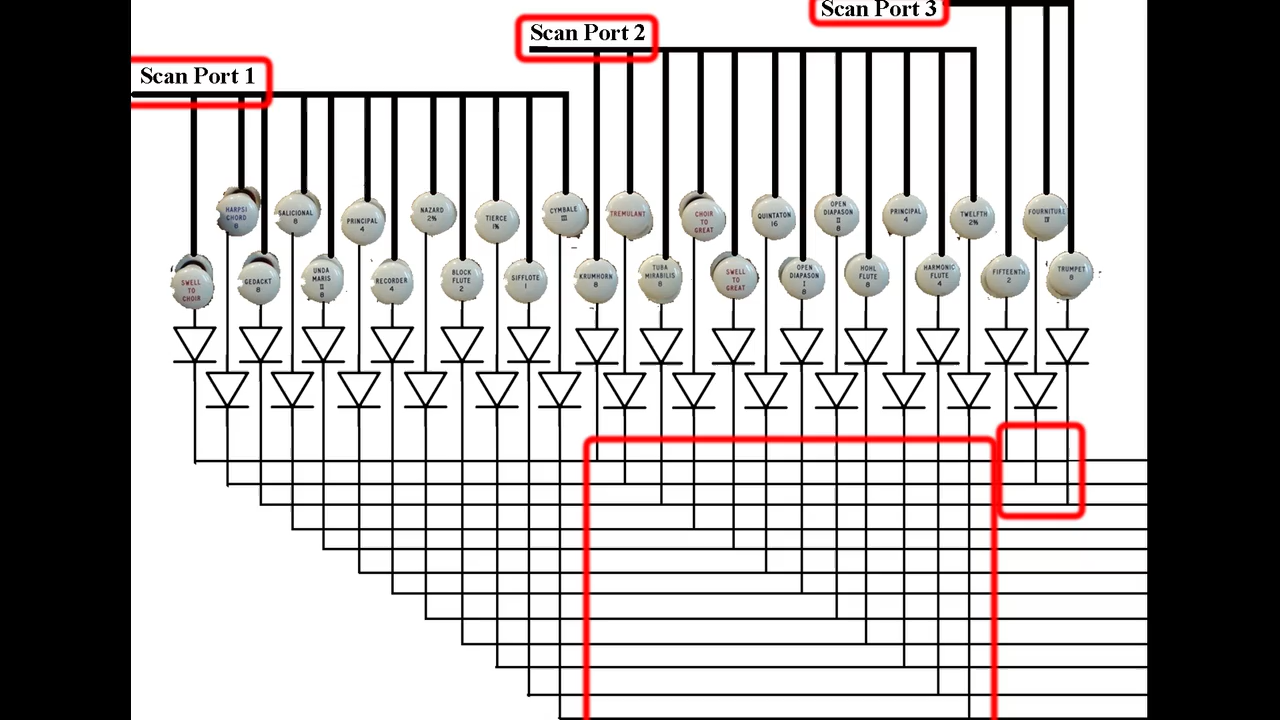 Scan Port 3
Scan Port 2
Scan Port 1
HARPSI
CHORD
8
SALICIONAL
8
PRINCIPAL
4
NAZARD
2⅔
TIERCE
1⅗
CYMBALE
III
TREMULANT
CHOIR
TO
GREAT
QUINTATON
16
OPEN
DIAPASON
II
8
PRINCIPAL
4
TWELFTH
2⅔
FOURNITURE
IV
SWELL
TO
CHOIR
GEDACKT
8
UNDA
MARIS
II
8
RECORDER
4
BLOCK
FLUTE
2
SIFFLOTE
1
KRUMHORN
8
TUBA
MIRABILIS
8
SWELL
TO
GREAT
OPEN
DIAPASON
I
8
HOHL
FLUTE
8
HARMONIC
FLUTE
4
FIFTEENTH
2
TRUMPET
8